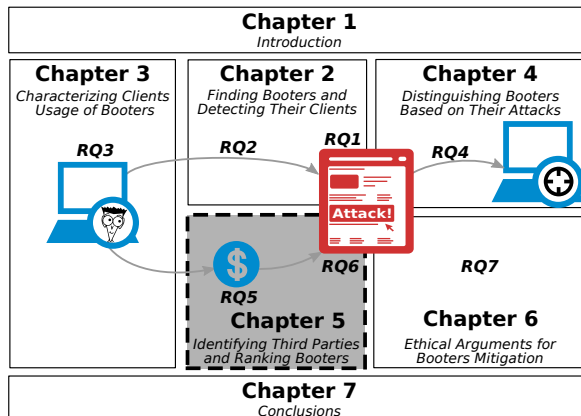 Chapter 1
Introduction
Chapter 3
Characterizing Clients
Usage of Booters
RQ3
Chapter 2
Finding Booters and
Detecting Their Clients
RQ2
RQ1
Chapter 4
Distinguishing Booters
Based on Their Attacks
RQ4
Attack!
$
RQ5
RQ6
Chapter 5
Identifying Third Parties
and Ranking Booters
RQ7
Chapter 6
Ethical Arguments for
Booters Mitigation
Chapter 7
Conclusions